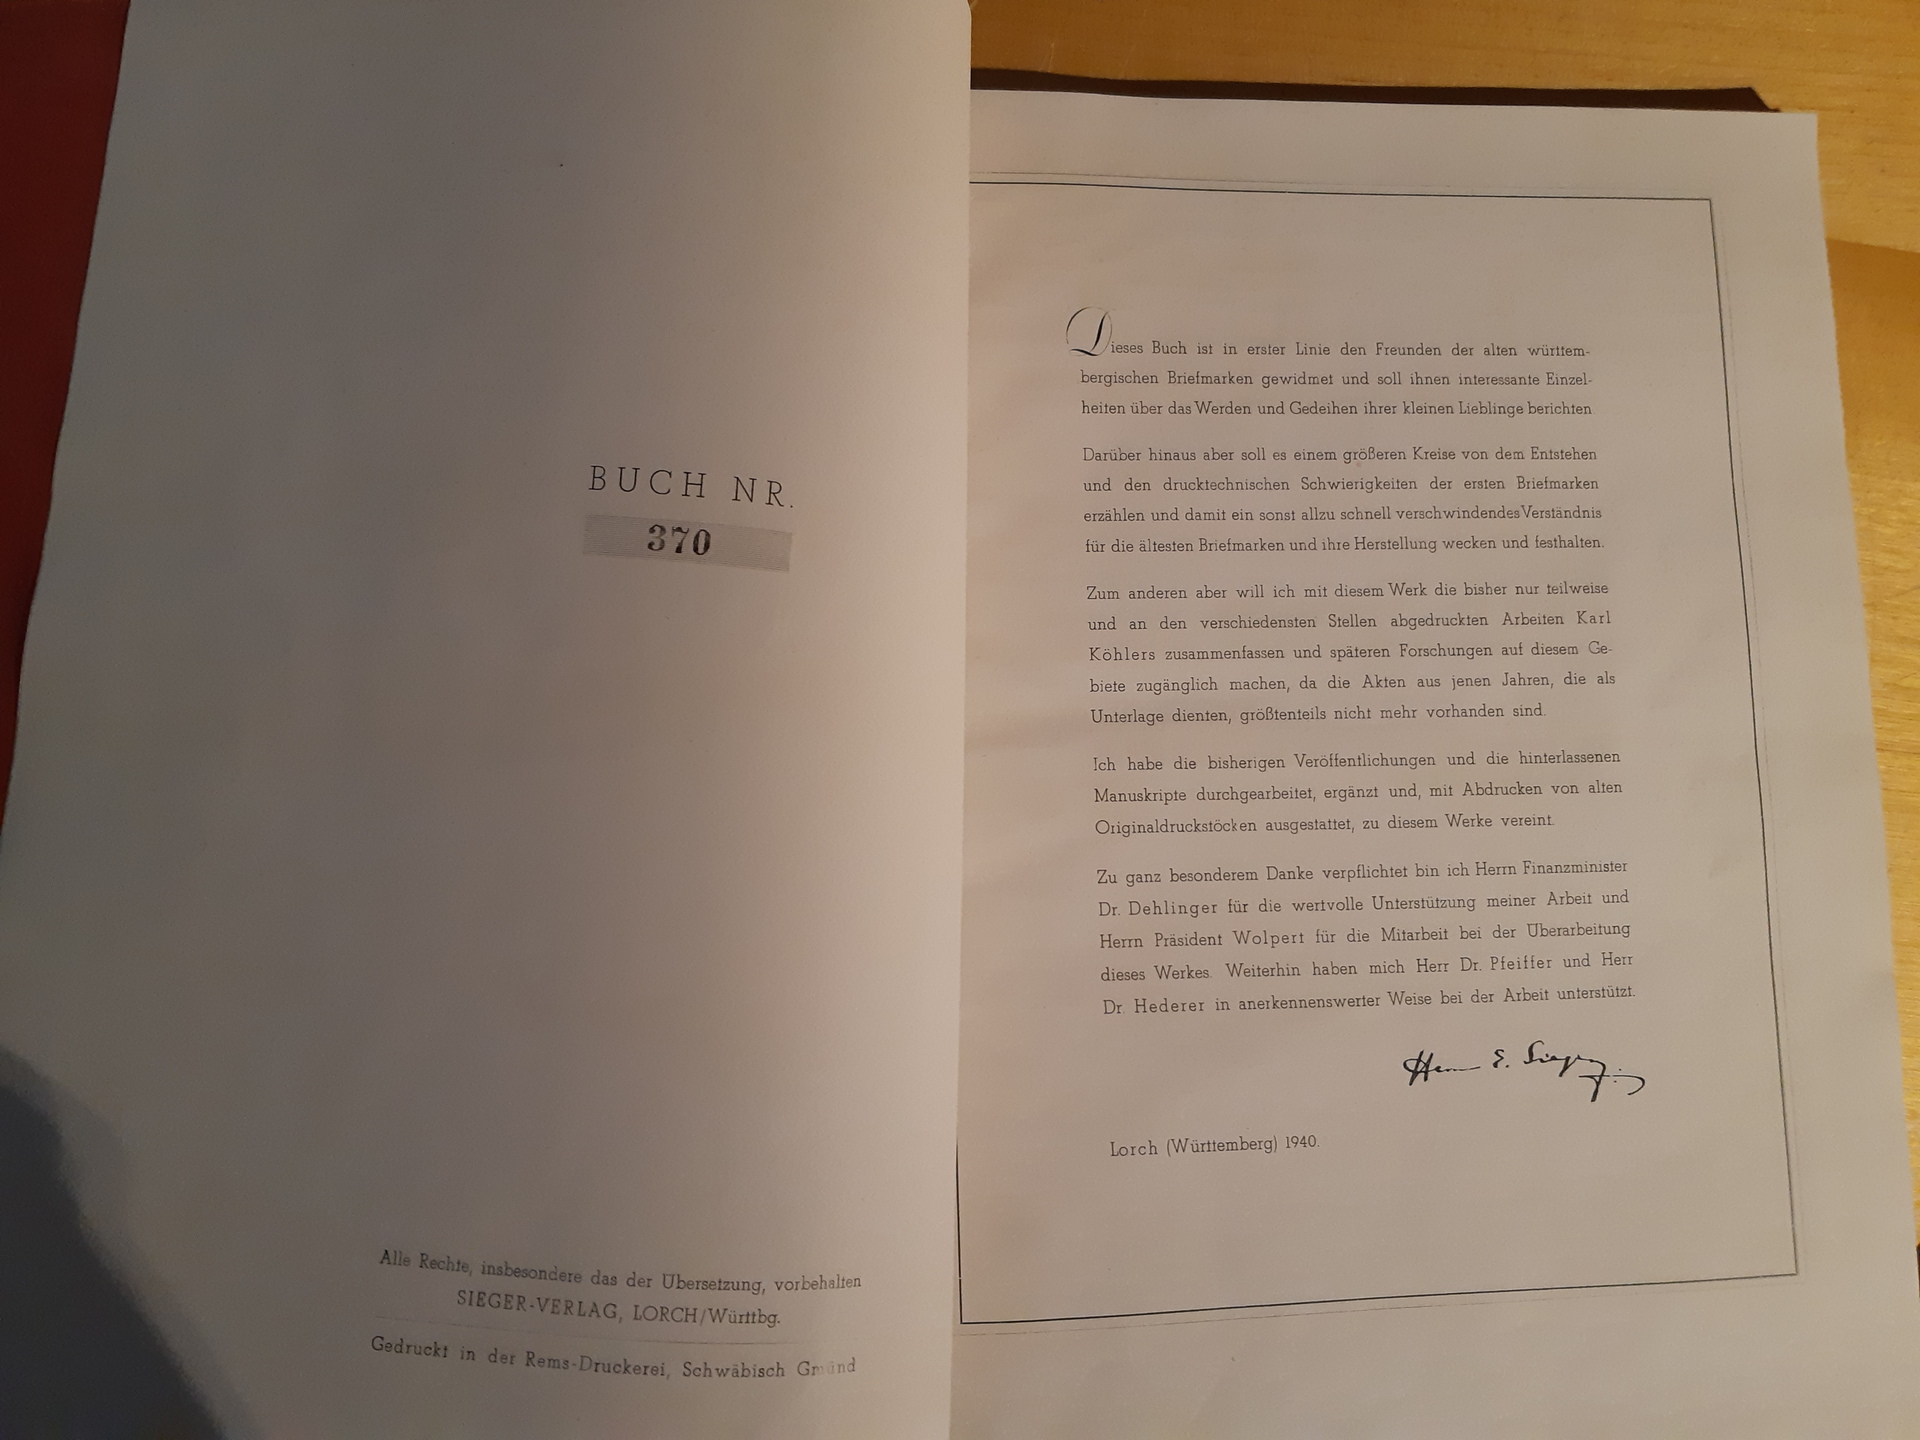 BUCH NR.
370
Alle Rechte, insbesondere das der Übersetzung, vorbehalten
SIEGER-VERLAG, LORCH/Württbg.
Gedruckt in der Rems-Druckerei, Schwäbisch Gmünd
Dieses Buch ist in erster Linie den Freunden der alten württem-
bergischen Briefmarken gewidmet und soll ihnen interessante Einzel-
heiten über das Werden und Gedeihen ihrer kleinen Lieblinge berichten.
Darüber hinaus aber soll es einem größeren Kreise von dem Entstehen
und den drucktechnischen Schwierigkeiten der ersten Briefmarken
erzählen und damit ein sonst allzu schnell verschwindendes Verständnis
für die ältesten Briefmarken und ihre Herstellung wecken und festhalten.
Zum anderen aber will ich mit diesem Werk die bisher nur teilweise
und an den verschiedensten Stellen abgedruckten Arbeiten Karl
Köhlers zusammenfassen und späteren Forschungen auf diesem Ge-
biete zugänglich machen, da die Akten aus jenen Jahren, die als
Unterlage dienten, größtenteils nicht mehr vorhanden sind.
Ich habe die bisherigen Veröffentlichungen und die hinterlassenen
Manuskripte durchgearbeitet, ergänzt und, mit Abdrucken von alten
Originaldruckstöcken ausgestattet, zu diesem Werke vereint.
Zu ganz besonderem Danke verpflichtet bin ich Herrn Finanzminister
Dr. Dehlinger für die wertvolle Unterstützung meiner Arbeit und
Herrn Präsident Wolpert für die Mitarbeit bei der Überarbeitung
dieses Werkes. Weiterhin haben mich Herr Dr. Pfeiffer und Herr
Dr. Hederer in anerkennenswerter Weise bei der Arbeit unterstützt.
E. Sieger
Lorch (Württemberg) 1940.